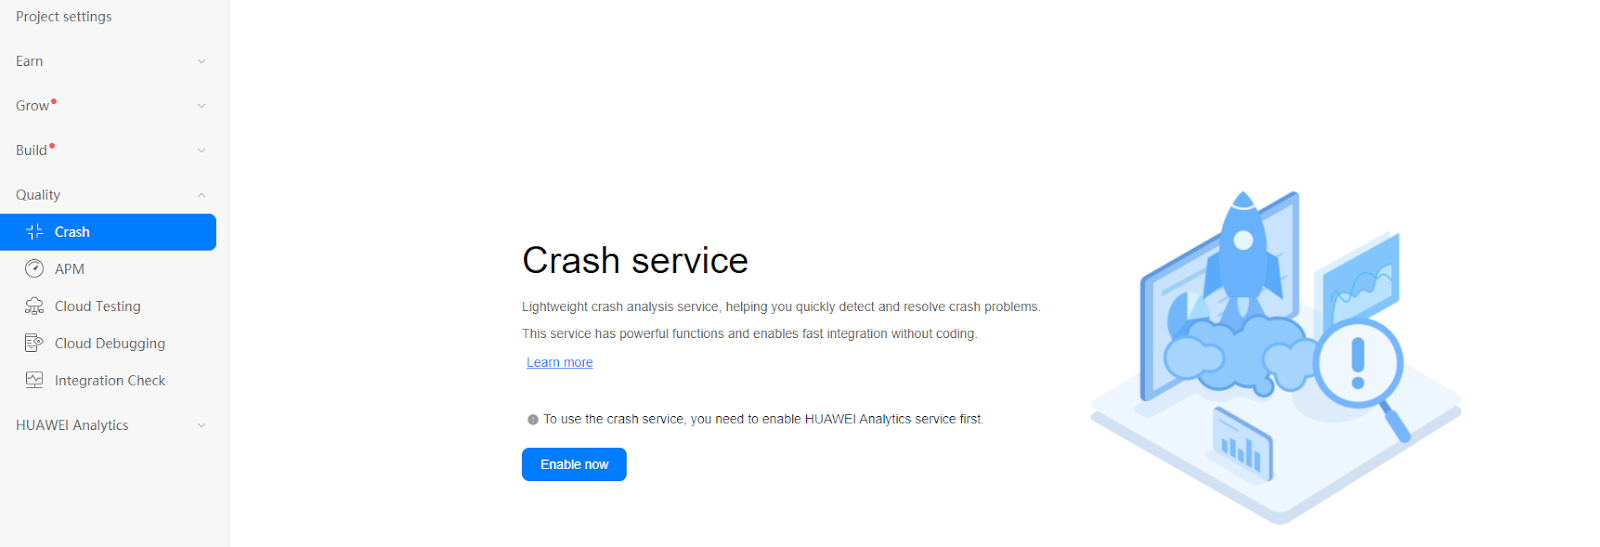 Project settings
Earn
Grow
Build
Quality
Crash
APM
Cloud Testing
Cloud Debugging
Integration Check
HUAWEI Analytics
Crash service
Lightweight crash analysis service, helping you quickly detect and resolve crash problems.
This service has powerful functions and enables fast integration without coding.
Learn more
To use the crash service, you need to enable HUAWEI Analytics service first.
Enable now